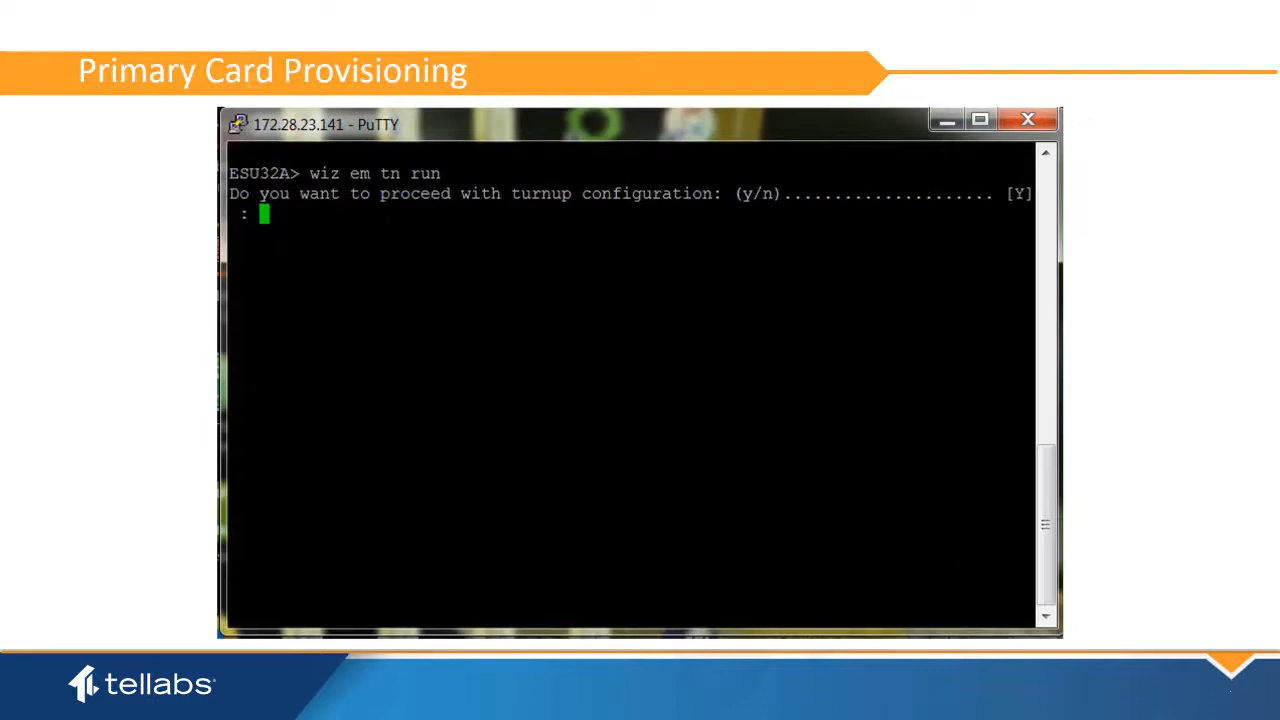 Primary Card Provisioning
172.28.23.141 - PuTTY
ESU32A> wiz em tn run
Do you want to proceed with turnup configuration: (y/n)..................... [Y]
:
tellabs